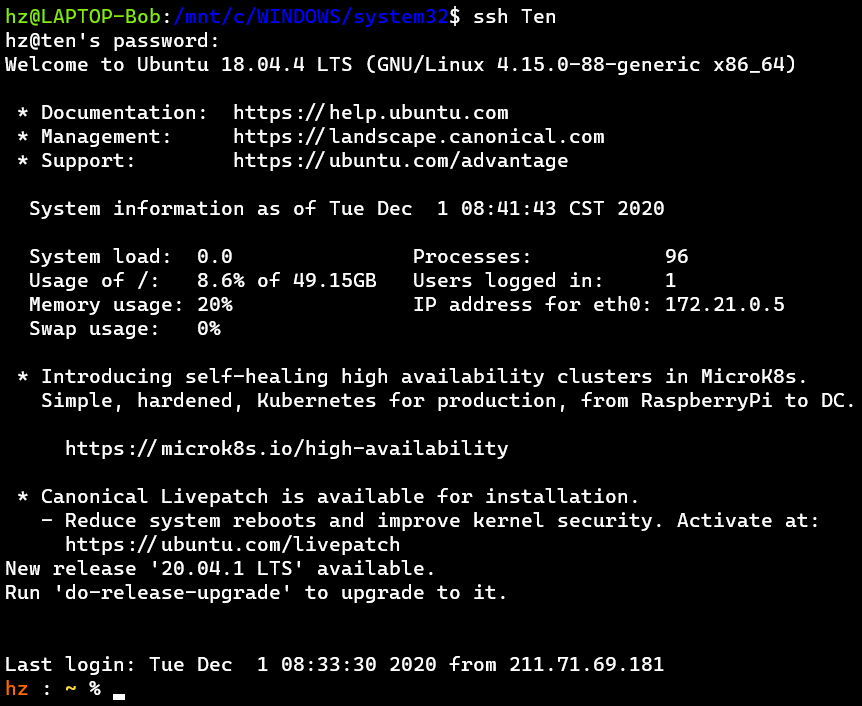 hz@LAPTOP-Bob:/mnt/c/WINDOWS/system32$ ssh Ten
hz@ten's password:
Welcome to Ubuntu 18.04.4 LTS (GNU/Linux 4.15.0-88-generic x86_64)
* Documentation:  https://help.ubuntu.com
* Management:     https://landscape.canonical.com
* Support:        https://ubuntu.com/advantage
System information as of Tue Dec  1 08:41:43 CST 2020
System load:  0.0               Processes:           96
Usage of /:   8.6% of 49.15GB   Users logged in:     1
Memory usage: 20%               IP address for eth0: 172.21.0.5
Swap usage:   0%
* Introducing self-healing high availability clusters in MicroK8s.
Simple, hardened, Kubernetes for production, from RaspberryPi to DC.
https://microk8s.io/high-availability
* Canonical Livepatch is available for installation.
- Reduce system reboots and improve kernel security. Activate at:
https://ubuntu.com/livepatch
New release '20.04.1 LTS' available.
Run 'do-release-upgrade' to upgrade to it.
Last login: Tue Dec  1 08:33:30 2020 from 211.71.69.181
hz : ~ %